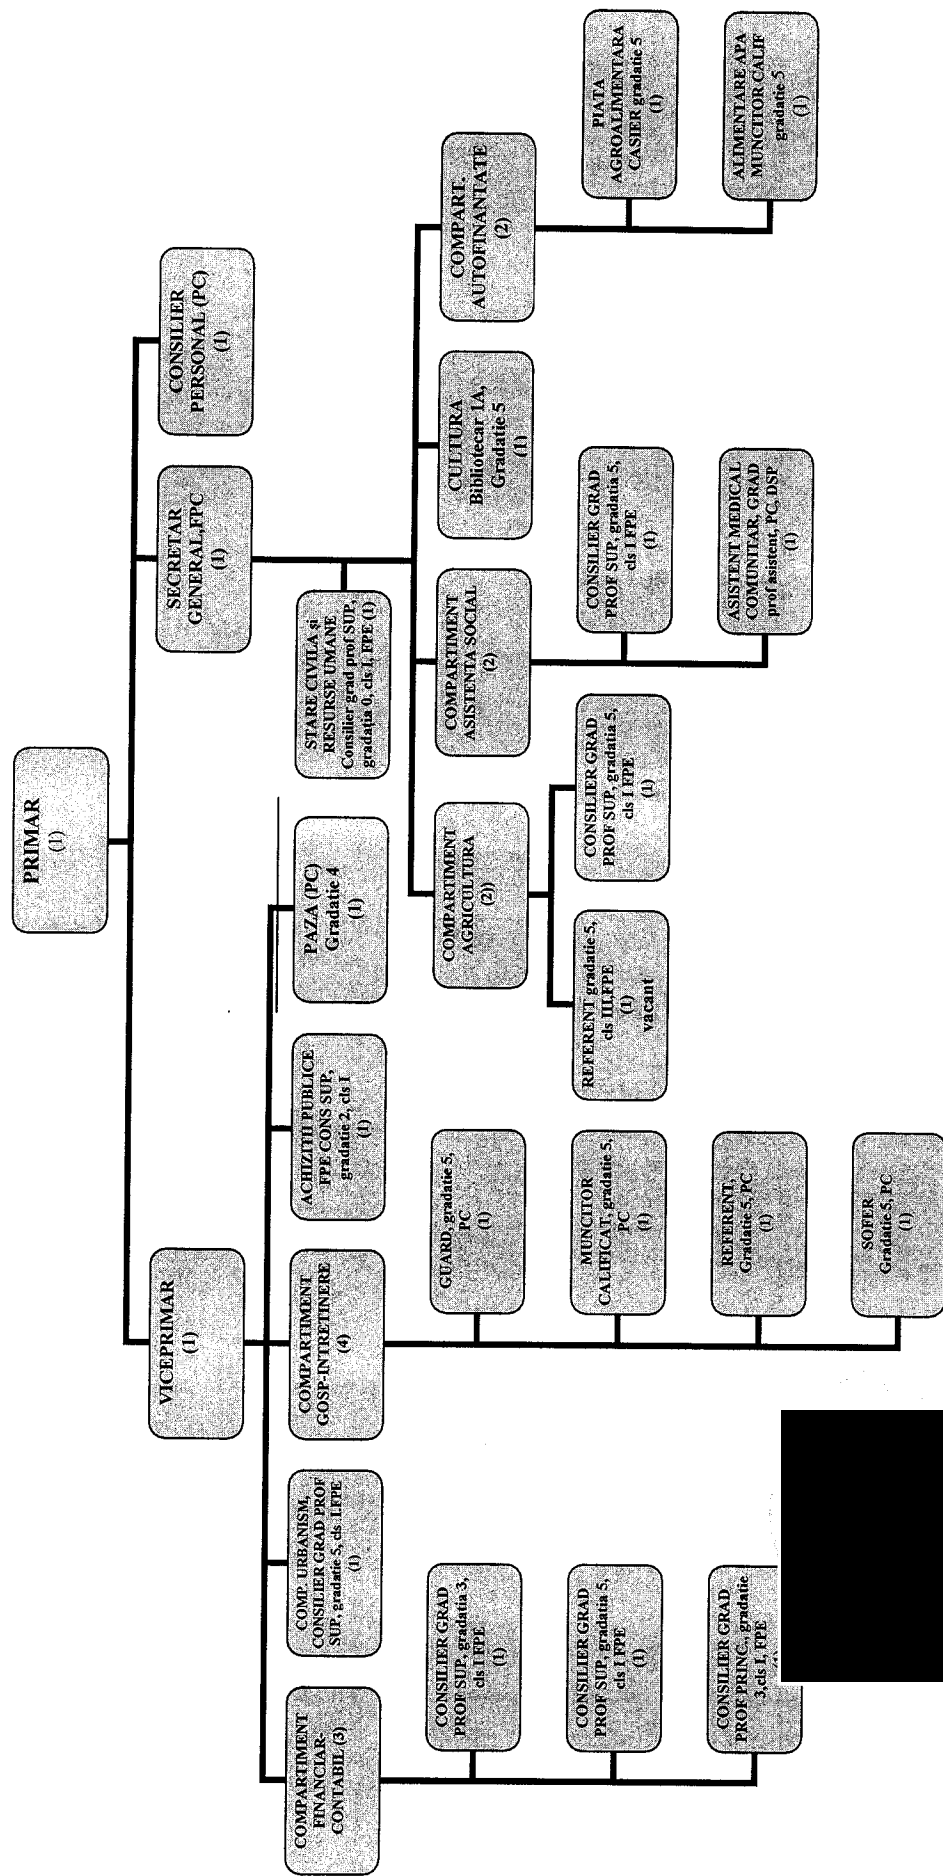 PRIMAR
(1)
VICEPRIMAR
(1)
SECRETAR
GENERAL,FPC
(1)
CONSILIER
PERSONAL (PC)
(1)
COMPARTIMENT
FINANCIAR-
CONTABIL (3)
COMP. URBANISM,
CONSILIER GRAD PROF
SUP, gradatie 5, cls I,FPE
(1)
COMPARTIMENT
GOSP-INTRETINERE
(4)
ACHIZITII PUBLICE
FPE CONS SUP,
gradatie 2, cls I
(1)
PAZA (PC)
Gradatie 4
(1)
STARE CIVILA și
RESURSE UMANE
Consilier grad prof SUP,
gradația 0, cls I, FPE (1)
CONSILIER GRAD
PROF SUP, gradatia 3,
cls I FPE
(1)
CONSILIER GRAD
PROF SUP, gradatia 5,
cls I FPE
(1)
CONSILIER GRAD
PROF PRINC., gradatie
3,cls I, FPE
GUARD, gradatie 5,
PC
(1)
MUNCITOR
CALIFICAT, gradatie 5,
PC
(1)
REFERENT,
Gradatie 5, PC
(1)
SOFER
Gradatie 5, PC
(1)
COMPARTIMENT
AGRICULTURA
(2))
COMPARTIMENT
ASISTENTA SOCIAL
(2)
CULTURA
Bibliotecar 1A,
Gradatie 5
(1)
COMPART.
AUTOFINANTATE
(2)
REFERENT gradatie 5,
cls III,FPE
(1)
vacant
CONSILIER GRAD
PROF SUP, gradatia 5,
cls I FPE
(1)
CONSILIER GRAD
PROF SUP, gradatia 5,
cls I FPE
(1)
ASISTENT MEDICAL
COMUNITAR, GRAD
prof asistent, PC, DSP
(1)
PIATA
AGROALIMENTARA
CASIER gradatie 5
(1)
ALIMENTARE APA
MUNCITOR CALIF
gradatie 5
(1)